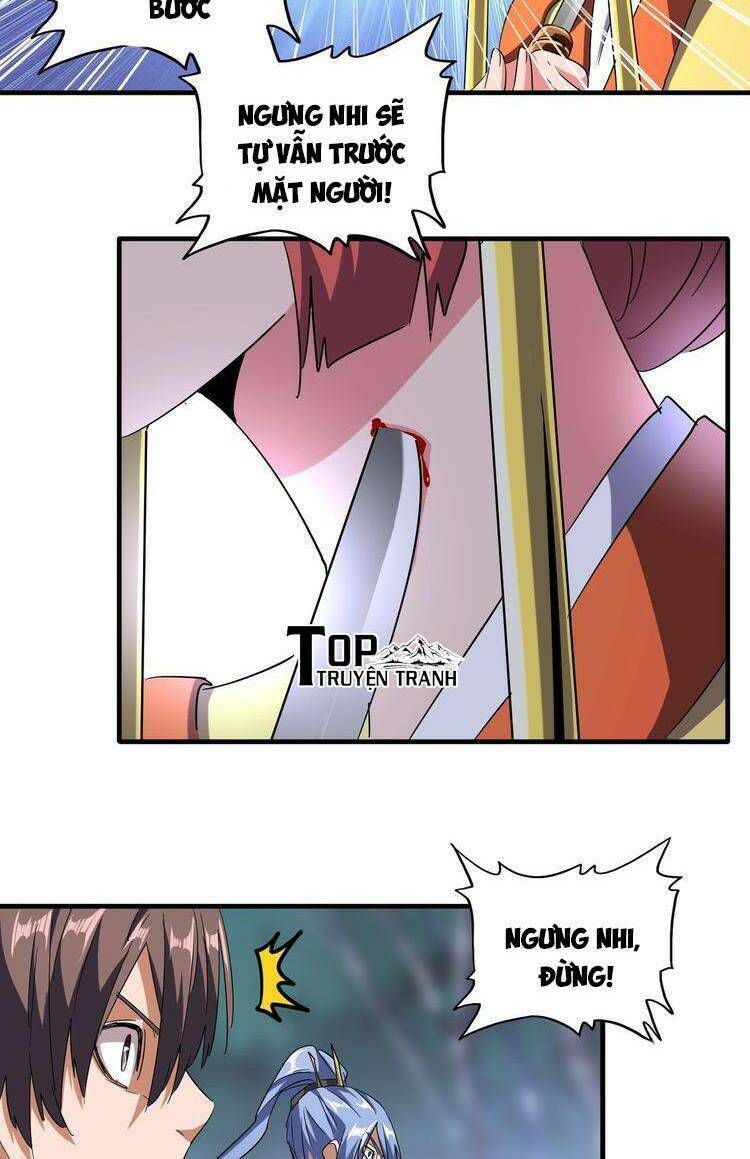 BƯỚC
NGƯNG NHI SẼ
TỰ VẪN TRƯỚC
MẶT NGƯỜI!
TOP
TRUYỆN TRANH
NGƯNG NHI,
ĐỪNG!